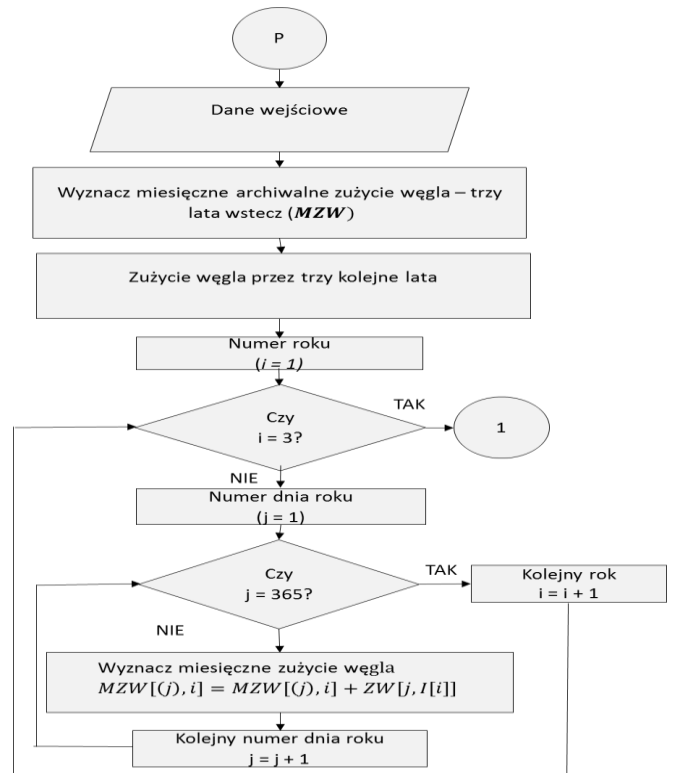 P
Dane wejściowe
Wyznacz miesięczne archiwalne zużycie węgla – trzy
lata wstecz (MZW)
Zużycie węgla przez trzy kolejne lata
Numer roku
(i = 1)
Czy
i = 3?
TAK
1
NIE
Numer dnia roku
(j = 1)
Czy
j = 365?
TAK
Kolejny rok
i = i + 1
NIE
Wyznacz miesięczne zużycie węgla
MZW[(j), i] = MZW[(j), i] + ZW[j, I[i]]
Kolejny numer dnia roku
j = j + 1